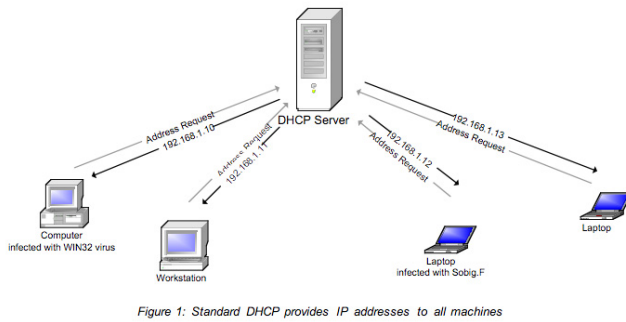 DHCP Server
Address Request
192.168.1.10
Address Request
192.168.1.11
192.168.1.12
Address Request
192.168.1.13
Address Request
Computer
infected with WIN32 virus
Workstation
Laptop
infected with Sobig.F
Laptop
Figure 1: Standard DHCP provides IP addresses to all machines